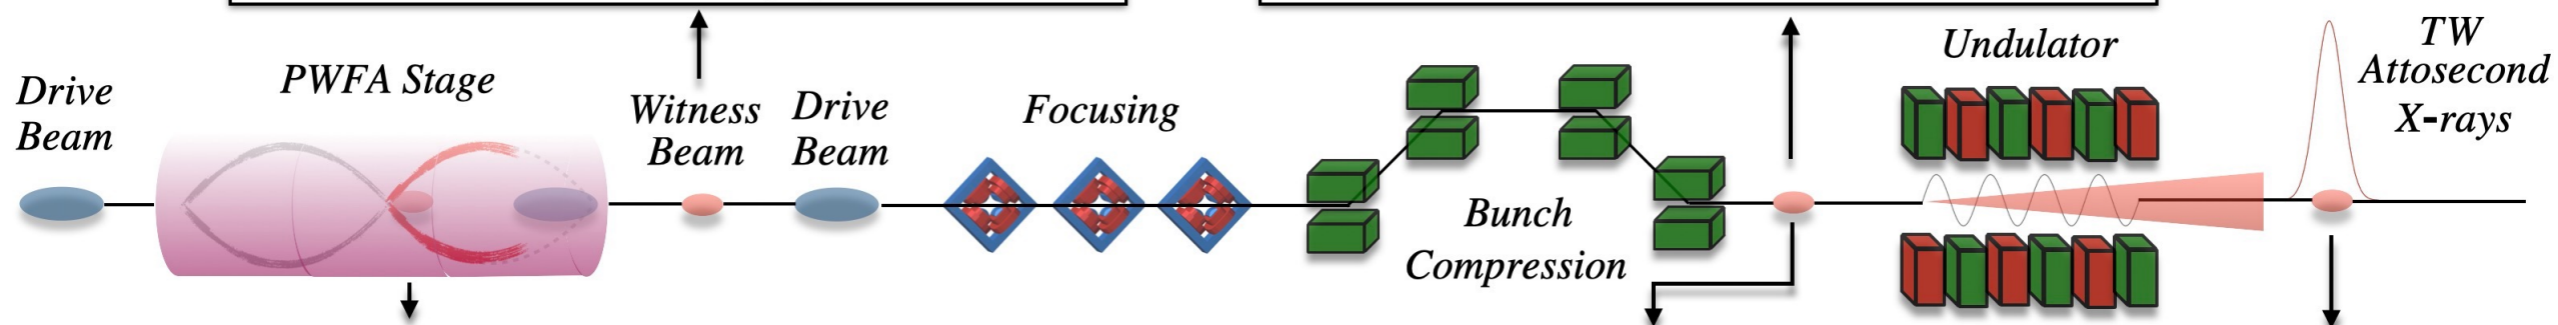 Drive
Beam
PWFA Stage
Witness
Beam
Drive
Beam
Focusing
Bunch
Compression
Undulator
TW
Attosecond
X-rays